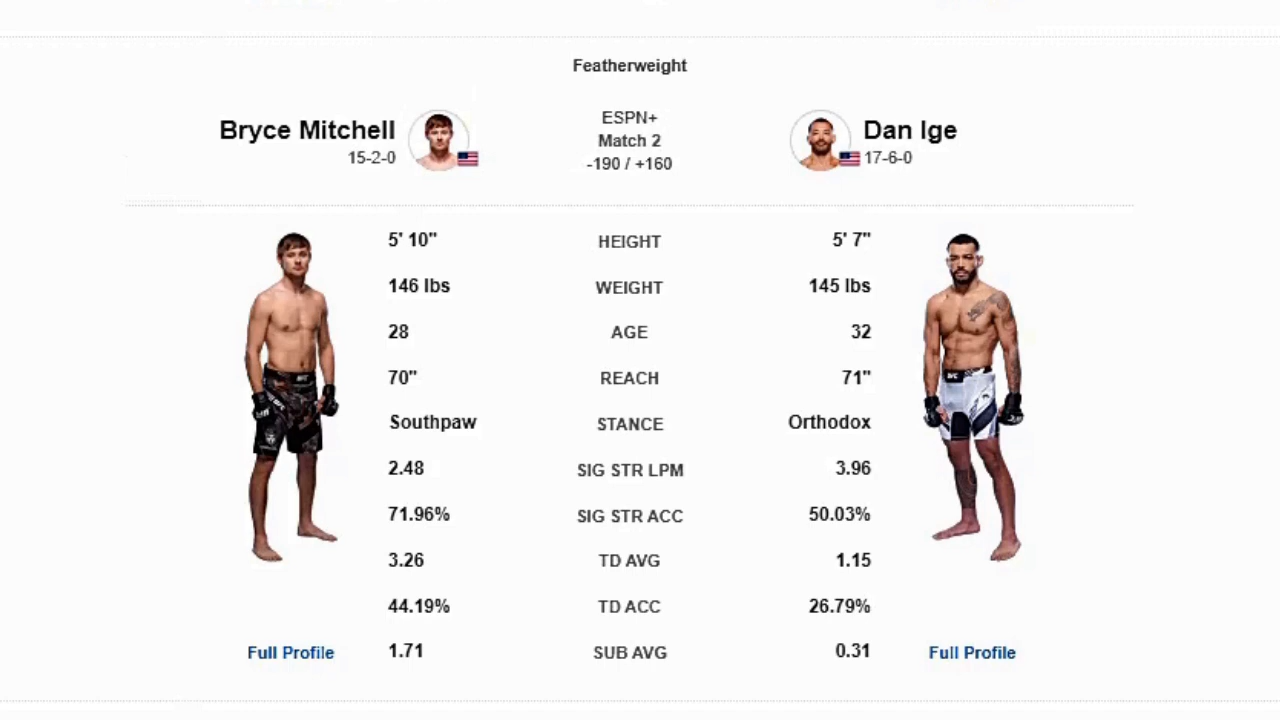 Featherweight
Bryce Mitchell
15-2-0
ESPN+
Match 2
-190 / +160
Dan Ige
17-6-0
5' 10" HEIGHT 5' 7"
146 lbs WEIGHT 145 lbs
28 AGE 32
70" REACH 71"
Southpaw STANCE Orthodox
2.48 SIG STR LPM 3.96
71.96% SIG STR ACC 50.03%
3.26 TD AVG 1.15
44.19% TD ACC 26.79%
Full Profile 1.71 SUB AVG 0.31 Full Profile